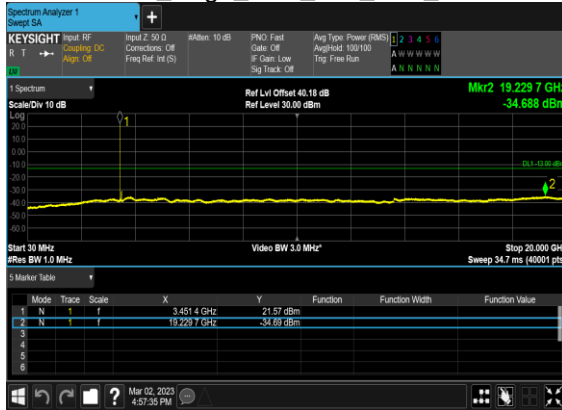 Spectrum Analyzer 1
Swept SA
+
KEYSIGHT Input: RF Input Z: 50 Ω #Atten: 10 dB PNO: Fast Avg Type: Power (RMS) 1 2 3 4 5 6
R T Coupling: DC Corrections: Off Gate: Off Avg|Hold: 100/100 A W W W W W
Align: Off Freq Ref: Int (S) IF Gain: Low Trig: Free Run
LU Sig Track: Off A N N N N N
1 Spectrum Ref Lvl Offset 40.18 dB Mkr2 19.229 7 GHz
Scale/Div 10 dB Ref Level 30.00 dBm -34.688 dBm
Log
20.0 1
10.0
0.00
-10.0 DL1 -13.00 dBm
-20.0
-30.0 2
-40.0
-50.0
-60.0
Start 30 MHz Video BW 3.0 MHz* Stop 20.000 GH
#Res BW 1.0 MHz Sweep 34.7 ms (40001 pts
5 Marker Table
Mode Trace Scale X Y Function Function Width Function Value
1 N 1 f 3.451 4 GHz 21.57 dBm
2 N 1 f 19.229 7 GHz -34.69 dBm
3
4
5
6
? Mar 02, 2023
4:57:35 PM